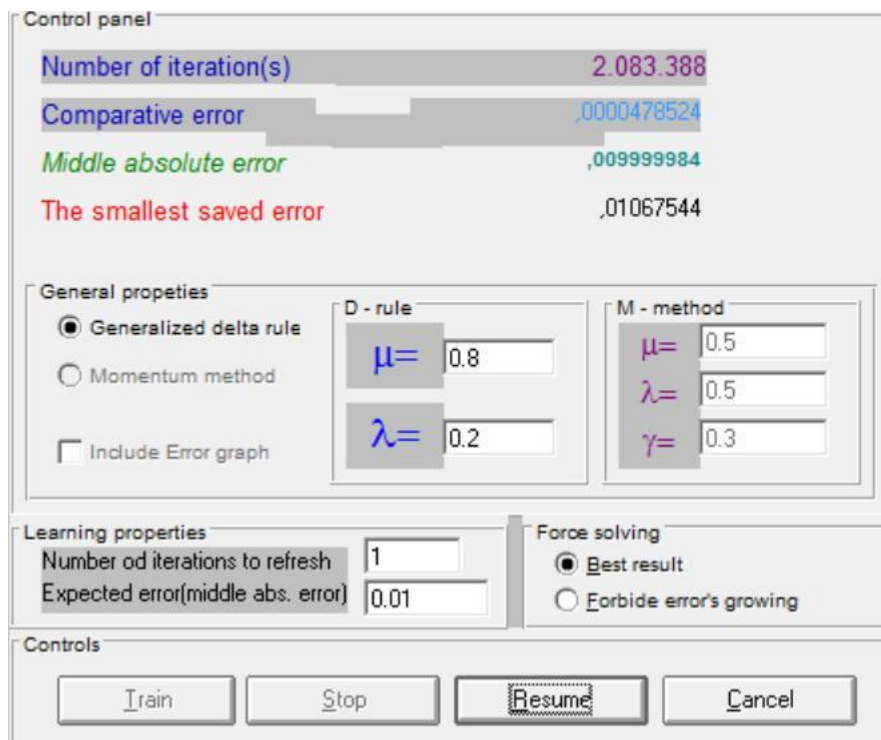 Control panel
Number of iteration(s) 2.083.388
Comparative error ,0000478524
Middle absolute error ,009999984
The smallest saved error ,01067544
General propeties
Generalized delta rule
Momentum method
Include Error graph
D - rule
μ= 0.8
λ= 0.2
M - method
μ= 0.5
λ= 0.5
γ= 0.3
Learning properties
Number od iterations to refresh 1
Expected error(middle abs. error) 0.01
Force solving
Best result
Forbide error's growing
Controls
Train Stop Resume Cancel